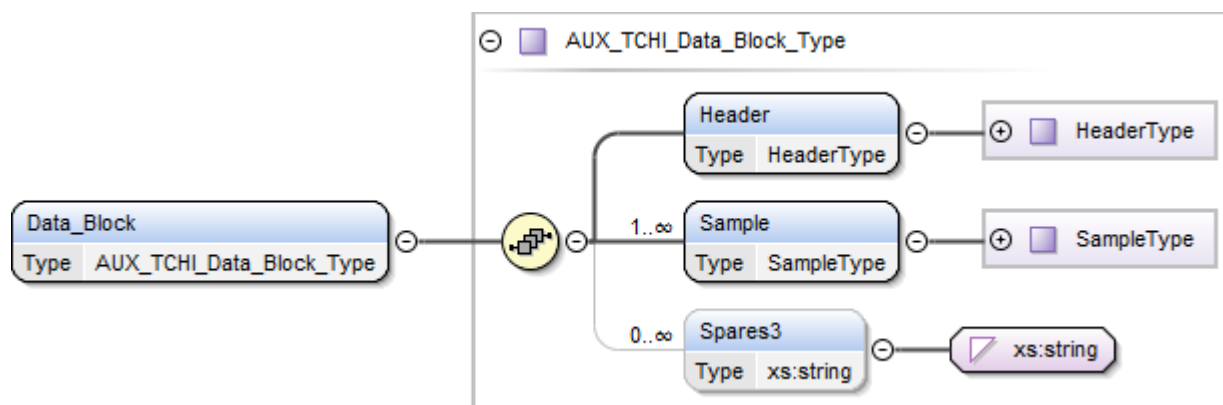 AUX_TCHI_Data_Block_Type
Header
Type HeaderType
HeaderType
Data_Block
Type AUX_TCHI_Data_Block_Type
1..∞
Sample
Type SampleType
SampleType
0..∞
Spares3
Type xs:string
xs:string